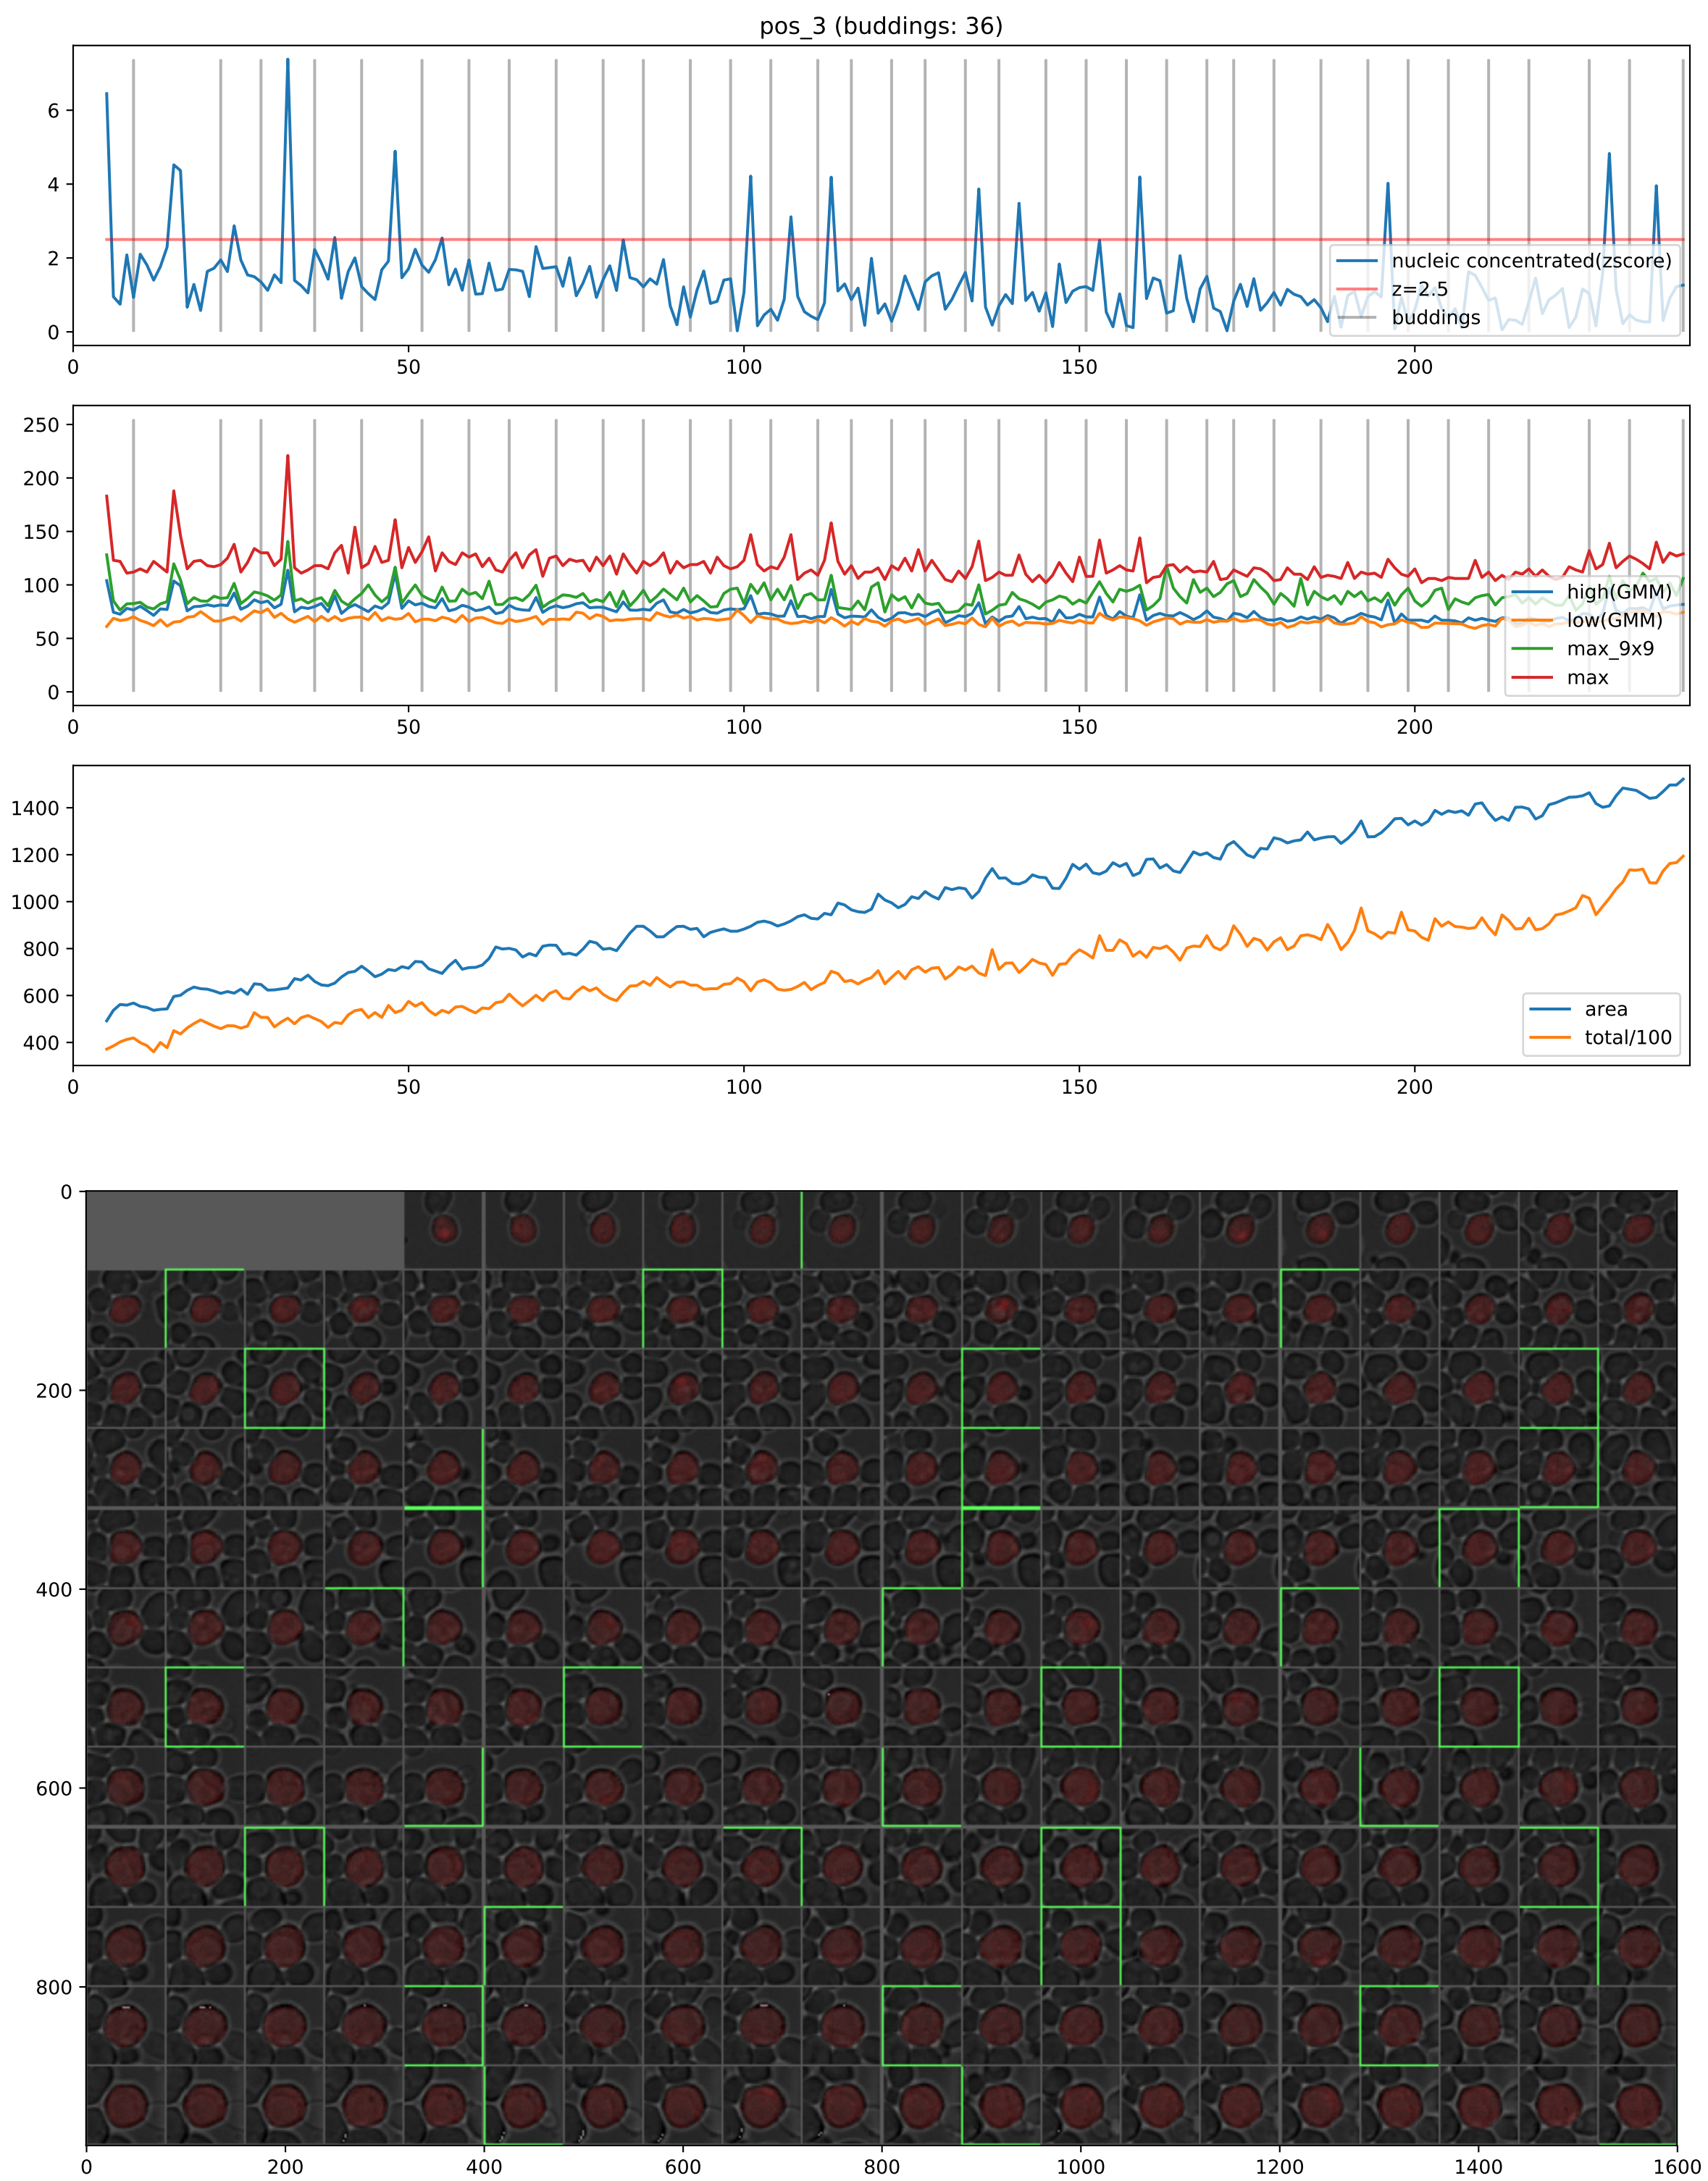 pos_3 (buddings: 36)
6
4
2
0
nucleic concentrated(zscore)
z=2.5
buddings
0 50 100 150 200
250
200
150
100
50
0
high(GMM)
low(GMM)
max_9x9
max
0 50 100 150 200
1400
1200
1000
800
600
400
area
total/100
0 50 100 150 200
0
200
400
600
800
0 200 400 600 800 1000 1200 1400 1600